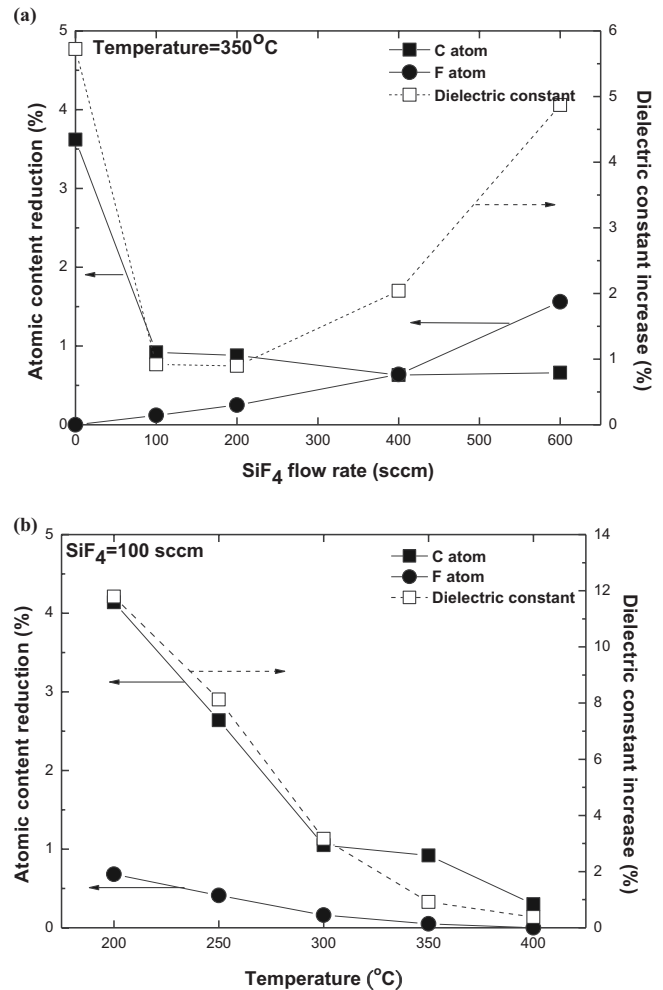 (a)
Temperature=350°C
C atom
F atom
Dielectric constant
Atomic content reduction (%)
5
4
3
2
1
0
6
5
4
3
2
1
0
Dielectric constant increase (%)
0 100 200 300 400 500 600
SiF4 flow rate (sccm)
(b)
SiF4=100 sccm
C atom
F atom
Dielectric constant
Atomic content reduction (%)
5
4
3
2
1
0
14
12
10
8
6
4
2
0
Dielectric constant increase (%)
200 250 300 350 400
Temperature (°C)